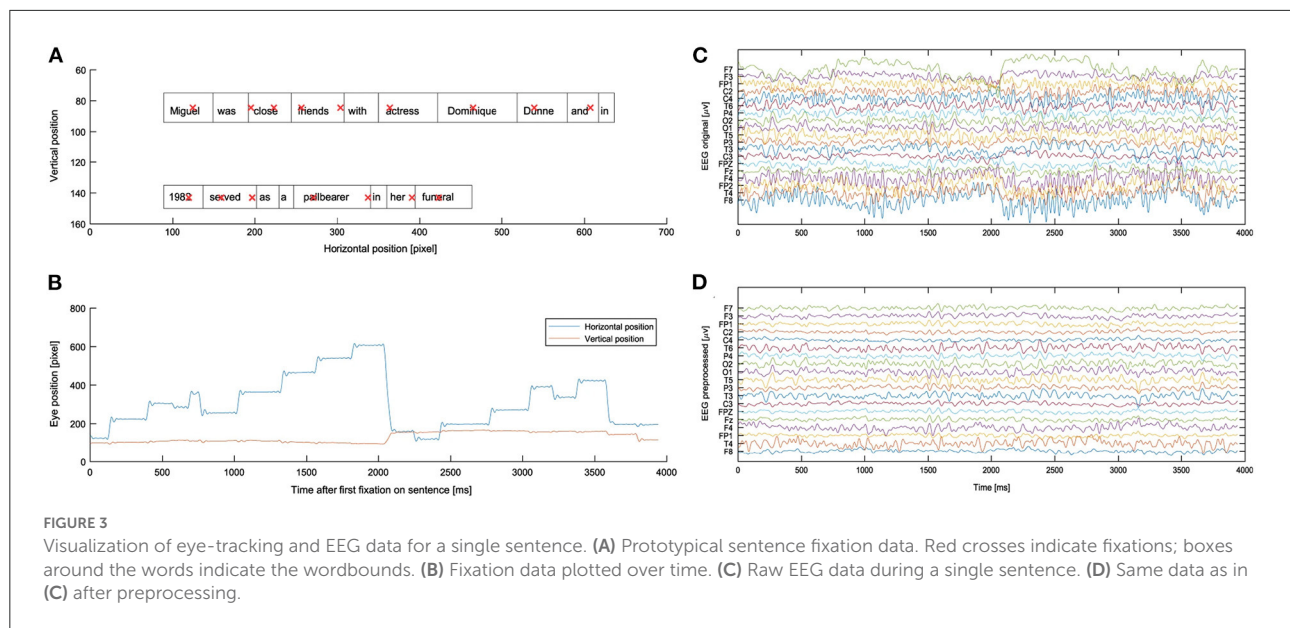 A
60
80
100
120
140
160
Vertical position
Miguel was close friends with actress Dominique Dunne and in
1982 served as a pallbearer in her funeral
0 100 200 300 400 500 600 700
Horizontal position [pixel]
B
800
600
400
200
0
Eye position [pixel]
Horizontal position
Vertical position
0 500 1000 1500 2000 2500 3000 3500 4000
Time after first fixation on sentence [ms]
C
EEG original [μv]
F7
F3
FP1
C2
C4
T6
P4
O2
O1
T5
P3
T3
C3
FPZ
Fz
F4
FP2
T4
F8
0 500 1000 1500 2000 2500 3000 3500 4000
D
EEG preprocessed [μv]
F7
F3
FP1
C2
C4
T6
P4
O2
O1
T5
P3
T3
C3
FPZ
Fz
F4
FP1
T4
F8
0 500 1000 1500 2000 2500 3000 3500 4000
Time [ms]
FIGURE 3
Visualization of eye-tracking and EEG data for a single sentence. (A) Prototypical sentence fixation data. Red crosses indicate fixations; boxes
around the words indicate the wordbounds. (B) Fixation data plotted over time. (C) Raw EEG data during a single sentence. (D) Same data as in
(C) after preprocessing.